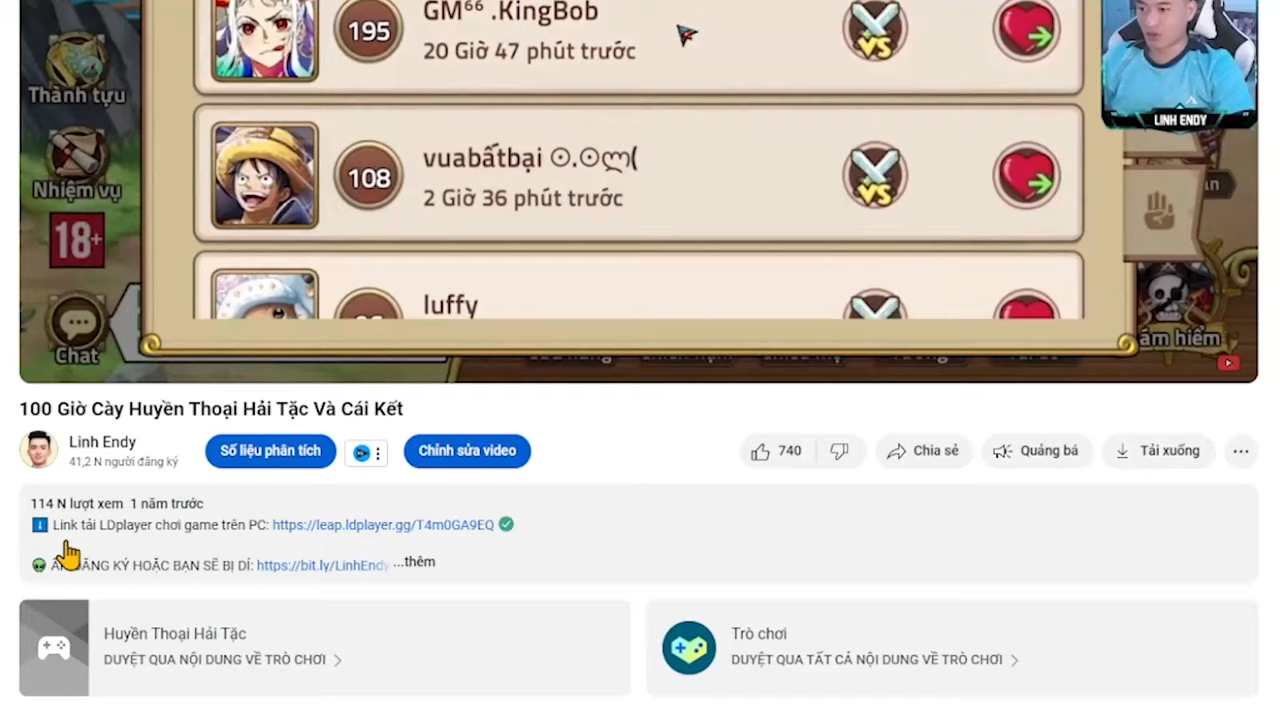 GM⁶⁶ .KingBob
195
20 Giờ 47 phút trước
VS
Thành tựu
LINH ENDY
vuabấtbại ⊙.⊙ლ(
108
2 Giờ 36 phút trước
VS
Nhiệm vụ
18+
luffy
Chat
ám hiểm
100 Giờ Cày Huyền Thoại Hải Tặc Và Cái Kết
Linh Endy
41,2 N người đăng ký
Số liệu phân tích
Chỉnh sửa video
740
Chia sẻ
Quảng bá
Tải xuống
114 N lượt xem 1 năm trước
Link tải LDplayer chơi game trên PC: https://leap.ldplayer.gg/T4m0GA9EQ
ĐĂNG KÝ HOẶC BẠN SẼ BỊ DÍ: https://bit.ly/LinhEndy ...thêm
Huyền Thoại Hải Tặc
DUYỆT QUA NỘI DUNG VỀ TRÒ CHƠI
Trò chơi
DUYỆT QUA TẤT CẢ NỘI DUNG VỀ TRÒ CHƠI